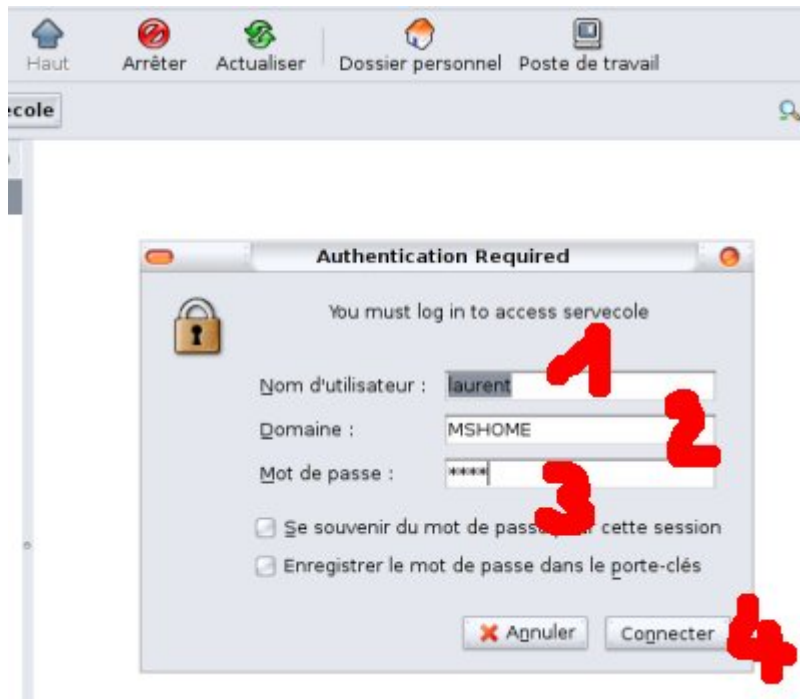 Haut Arrêter Actualiser Dossier personnel Poste de travail
ecole
Authentication Required
You must log in to access servecole
1
Nom d'utilisateur : laurent
2
Domaine : MSHOME
Mot de passe : ****
3
Se souvenir du mot de passe cette session
Enregistrer le mot de passe dans le porte-clés
Annuler Connecter 4